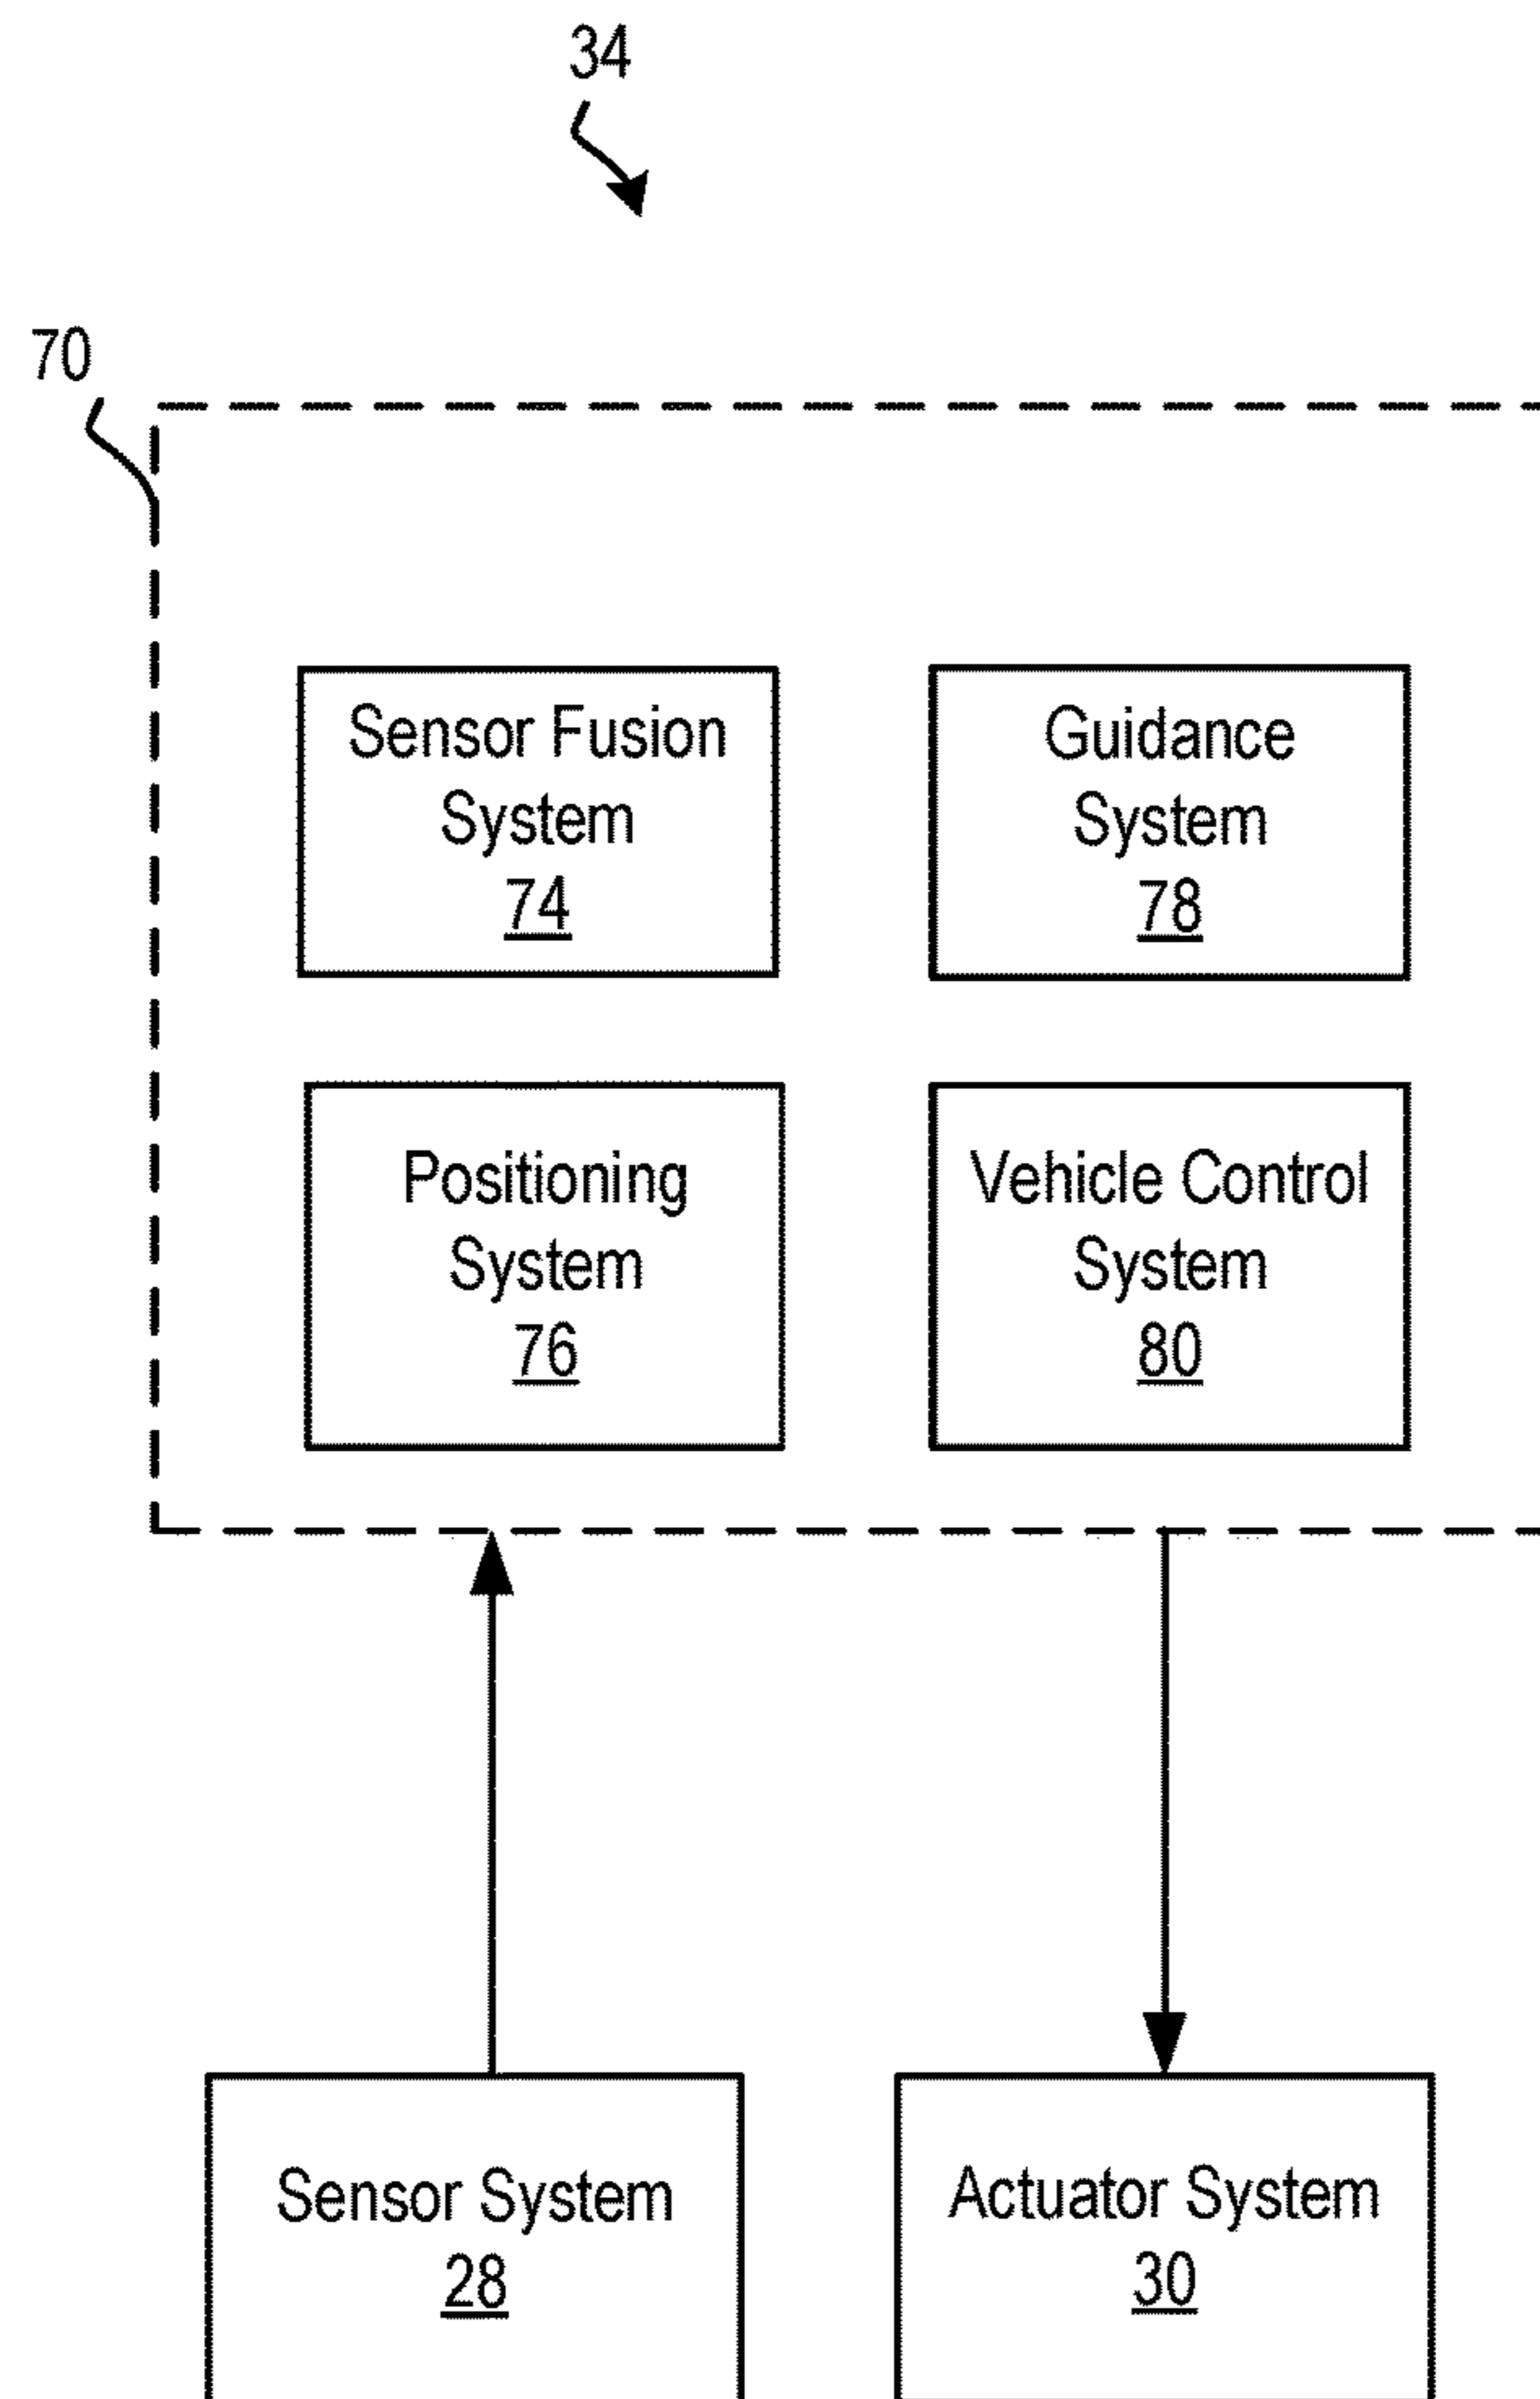 34
70
Sensor Fusion
System
74
Guidance
System
78
Positioning
System
76
Vehicle Control
System
80
Sensor System
28
Actuator System
30